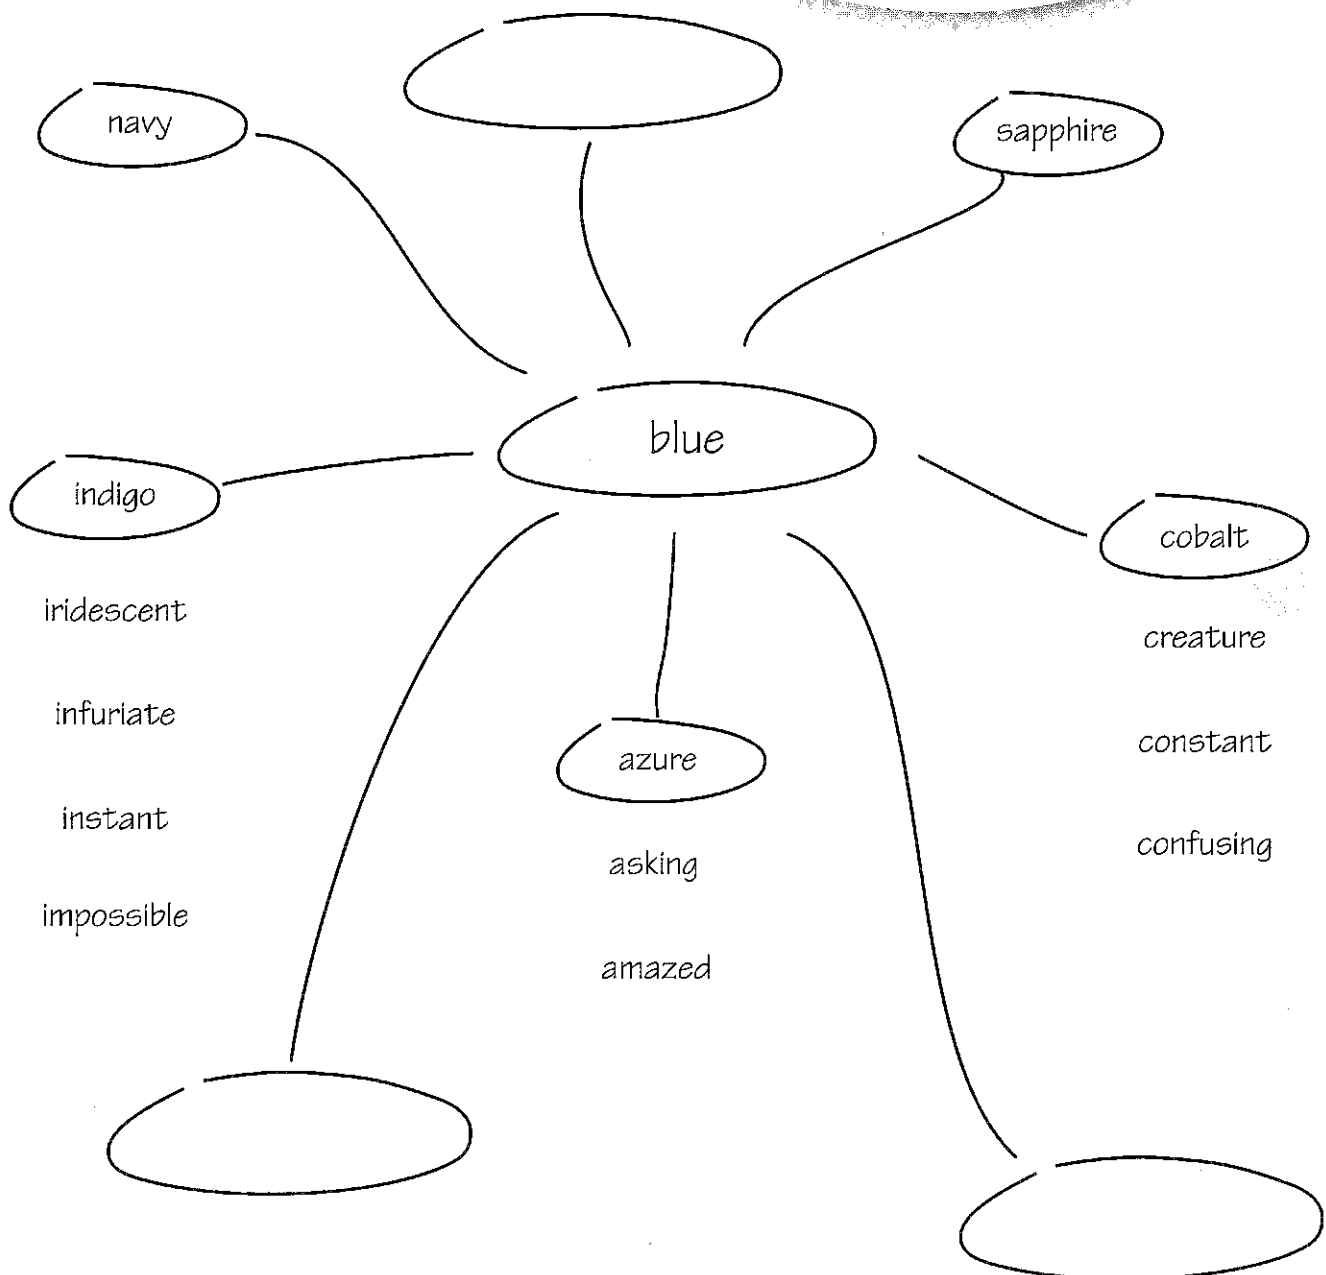 navy
sapphire
blue
indigo
iridescent
infuriate
instant
impossible
azure
asking
amazed
cobalt
creature
constant
confusing